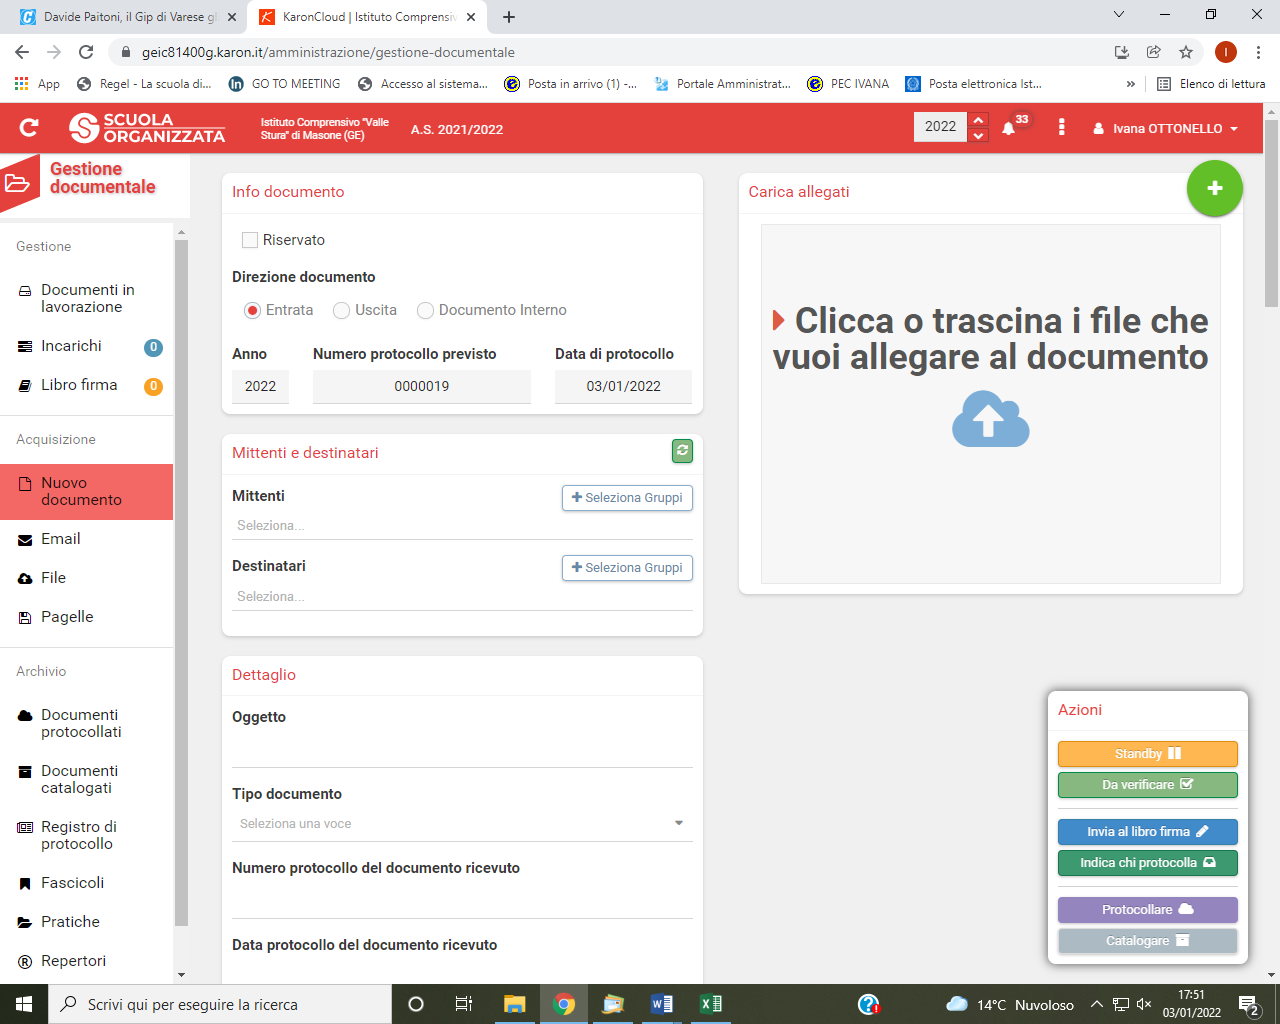 Davide Paitoni, il Gip di Varese gl
KaronCloud | Istituto Comprensiv
geic81400g.karon.it/amministrazione/gestione-documentale
I
App
Regel - La scuola di...
GO TO MEETING
Accesso al sistema...
Posta in arrivo (1) -...
Portale Amministrat...
PEC IVANA
Posta elettronica Ist...
»
Elenco di lettura
SCUOLA
ORGANIZZATA
Istituto Comprensivo "Valle
Stura" di Masone (GE)
A.S. 2021/2022
2022
33
Ivana OTTONELLO
Gestione
documentale
Gestione
Documenti in
lavorazione
Incarichi
0
Libro firma
0
Acquisizione
Nuovo
documento
Email
File
Pagelle
Archivio
Documenti
protocollati
Documenti
catalogati
Registro di
protocollo
Fascicoli
Pratiche
Repertori
Info documento
Riservato
Direzione documento
Entrata
Uscita
Documento Interno
Anno
Numero protocollo previsto
Data di protocollo
2022
0000019
03/01/2022
Mittenti e destinatari
Mittenti
Seleziona Gruppi
Seleziona...
Destinatari
Seleziona Gruppi
Seleziona...
Dettaglio
Oggetto
Tipo documento
Seleziona una voce
Numero protocollo del documento ricevuto
Data protocollo del documento ricevuto
Carica allegati
Clicca o trascina i file che
vuoi allegare al documento
Azioni
Standby
Da verificare
Invia al libro firma
Indica chi protocolla
Protocollare
Catalogare
Scrivi qui per eseguire la ricerca
14°C Nuvoloso
17:51
03/01/2022
2